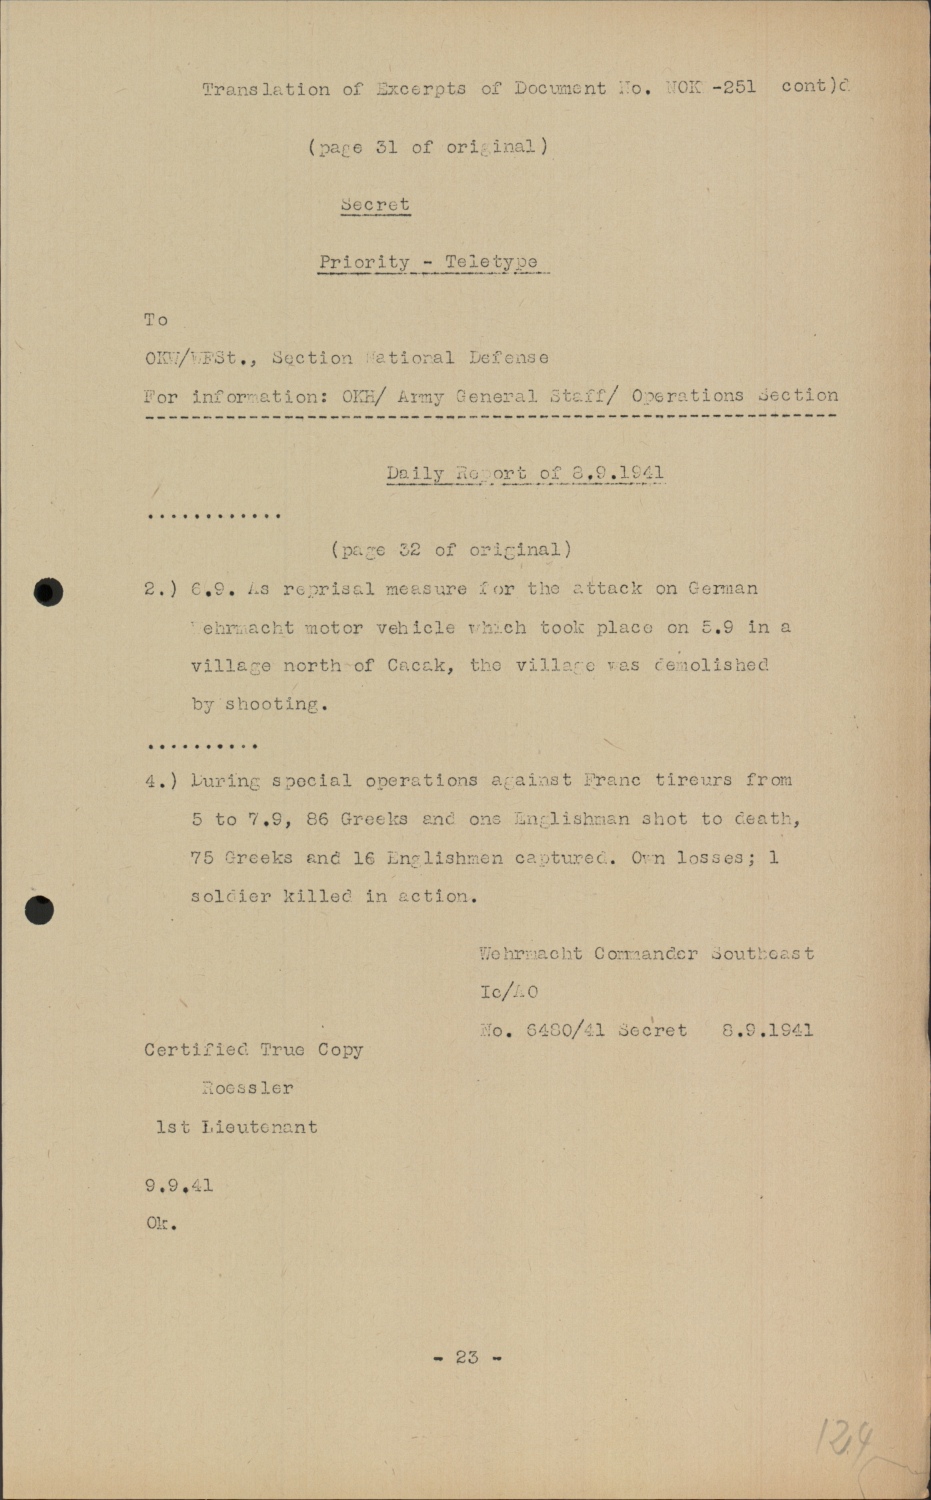 Translation of Excerpts of Document No. NOK -251 cont)d
(page 31 of original)
Secret
Priority - Teletype
To
OKW/WFSt., Section National Defense
For information: OKH/ Army General Staff/ Operations Section
Daily Report of 8.9.1941
............
(page 32 of original)
2.) 6.9. As reprisal measure for the attack on German
Wehrmacht motor vehicle which took place on 5.9 in a
village north of Cacak, the village was demolished
by shooting.
..........
4.) During special operations against Franc tireurs from
5 to 7.9, 86 Greeks and one Englishman shot to death,
75 Greeks and 16 Englishmen captured. Own losses; 1
soldier killed in action.
Wehrmacht Commander Southeast
Ic/AO
No. 6480/41 Secret 8.9.1941
Certified True Copy
Roessler
1st Lieutenant
9.9.41
Ok.
- 23 -
124